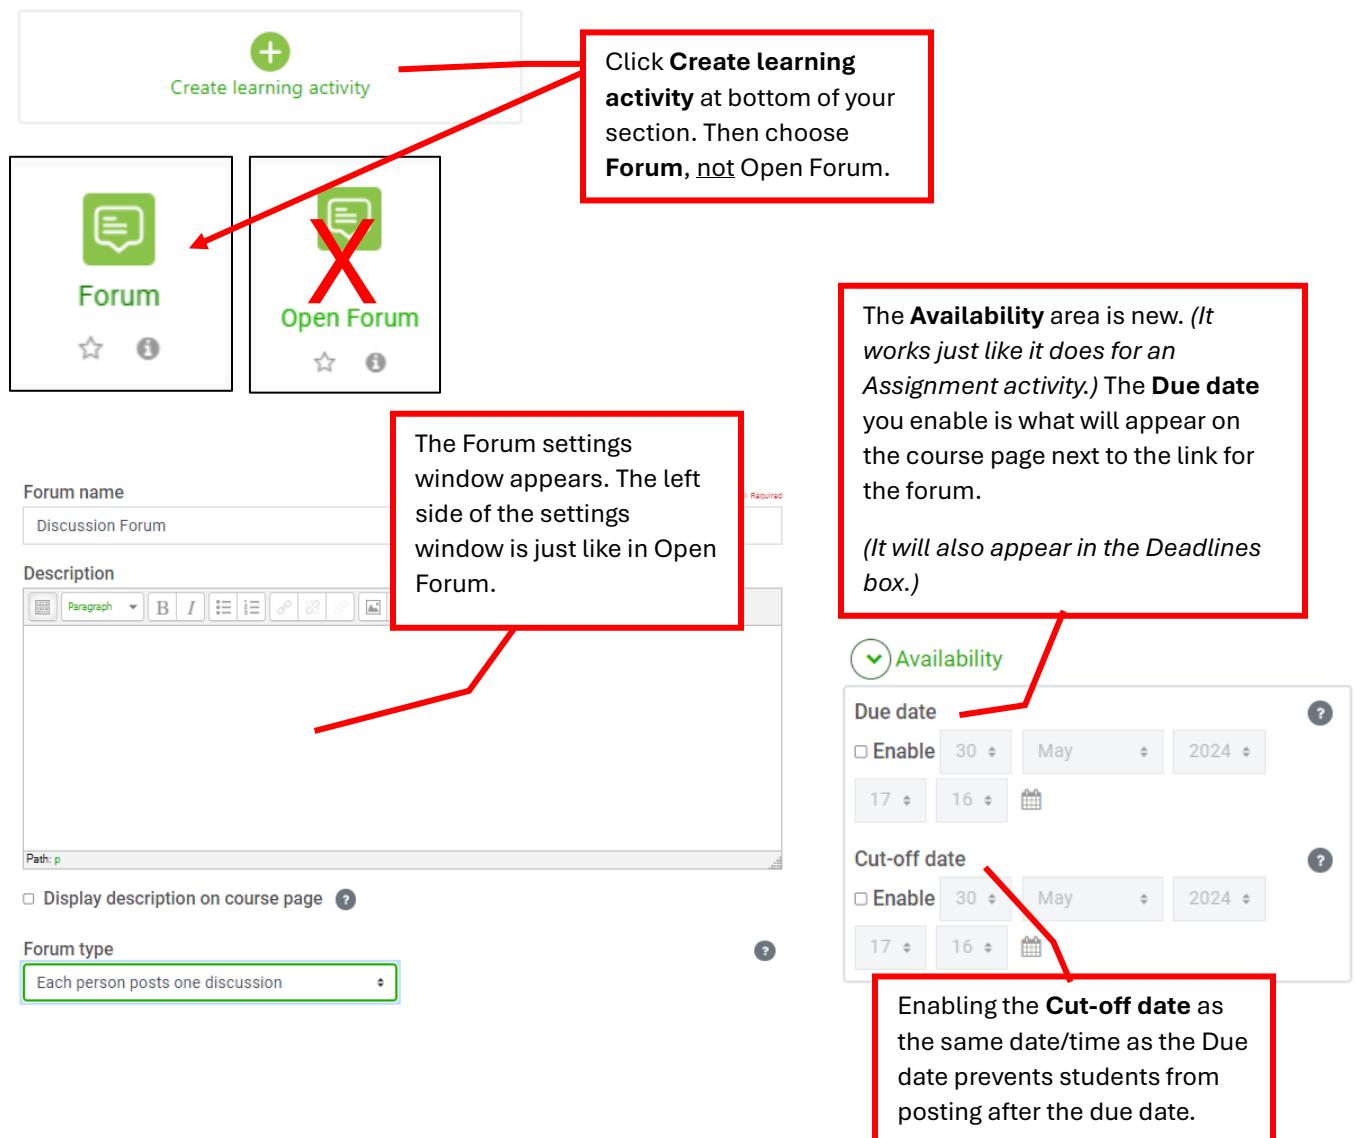 Create learning activity
Click Create learning
activity at bottom of your
section. Then choose
Forum, not Open Forum.
Forum
X
Open Forum
The Availability area is new. (It
works just like it does for an
Assignment activity.) The Due date
you enable is what will appear on
the course page next to the link for
the forum.
(It will also appear in the Deadlines
box.)
The Forum settings
window appears. The left
side of the settings
window is just like in Open
Forum.
Forum name
Required
Discussion Forum
Description
Paragraph B I
Path: p
Display description on course page ?
Forum type ?
Each person posts one discussion
Availability
Due date ?
Enable 30 May 2024
17 16
Cut-off date ?
Enable 30 May 2024
17 16
Enabling the Cut-off date as
the same date/time as the Due
date prevents students from
posting after the due date.